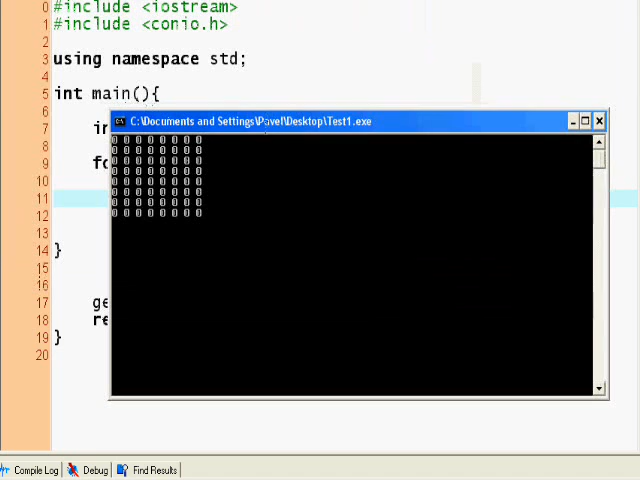 0 #include <iostream>
1 #include <conio.h>
2
3 using namespace std;
4
5 int main(){
6
C:\Documents and Settings\Pavel\Desktop\Test1.exe
7 in
0 0 0 0 0 0 0 0
0 0 0 0 0 0 0 0
8
0 0 0 0 0 0 0 0
9 fo
0 0 0 0 0 0 0 0
0 0 0 0 0 0 0 0
10
0 0 0 0 0 0 0 0
11
0 0 0 0 0 0 0 0
12
0 0 0 0 0 0 0 0
13
14 }
15
16
17 ge
18 re
19 }
20
Compile Log Debug Find Results